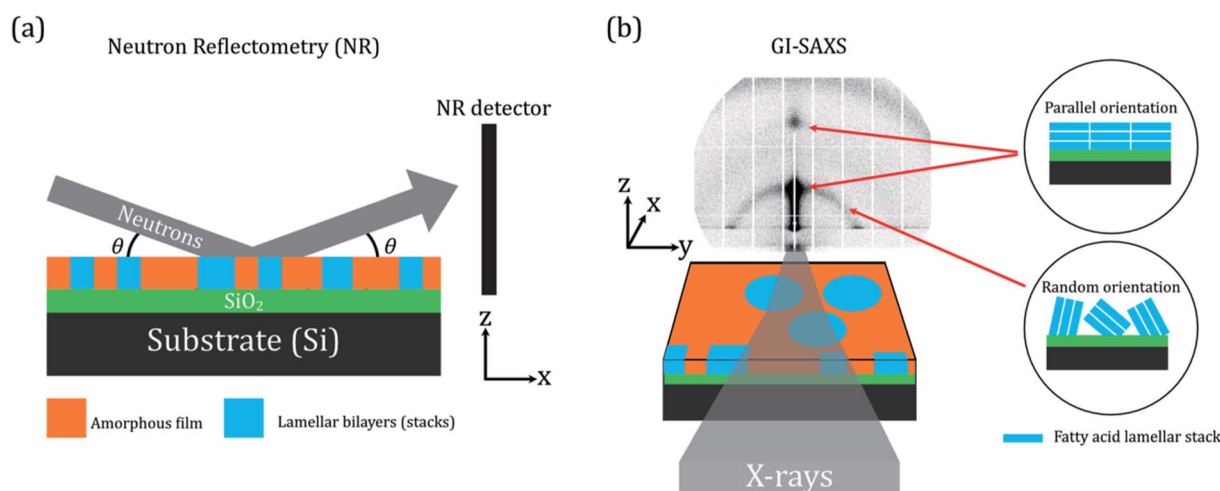 (a)
Neutron Reflectometry (NR)
NR detector
Neutrons
θ
θ
SiO₂
Substrate (Si)
z
x
Amorphous film
Lamellar bilayers (stacks)
(b)
GI-SAXS
Parallel orientation
z
x
y
Random orientation
Fatty acid lamellar stack
X-rays